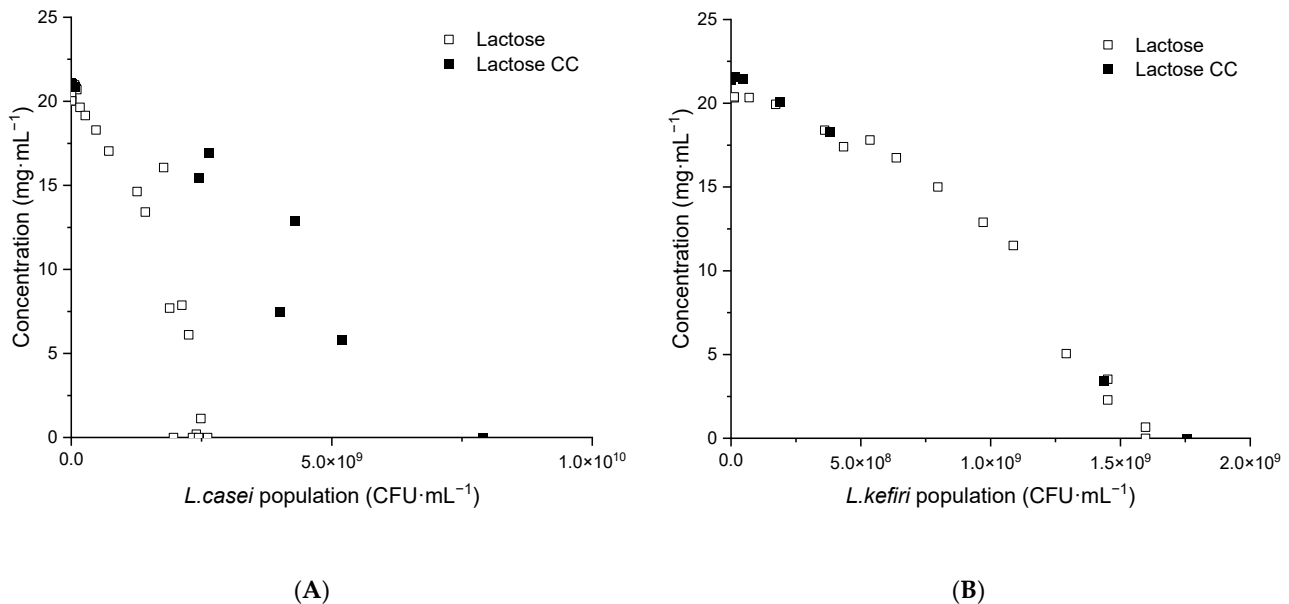 25
20
15
10
5
0
Concentration (mg·mL⁻¹)
Lactose
Lactose CC
0.0
5.0×10⁹
1.0×10¹⁰
L.casei population (CFU·mL⁻¹)
(A)
25
20
15
10
5
0
Concentration (mg·mL⁻¹)
Lactose
Lactose CC
0.0
5.0×10⁸
1.0×10⁹
1.5×10⁹
2.0×10⁹
L.kefiri population (CFU·mL⁻¹)
(B)